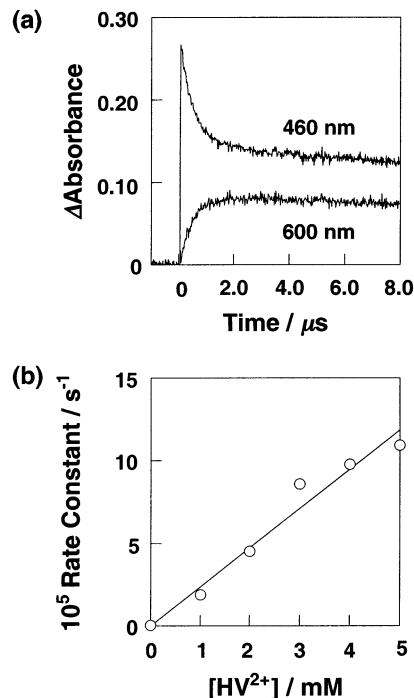 (a)
0.30
0.20
0.10
0
ΔAbsorbance
460 nm
600 nm
0 2.0 4.0 6.0 8.0
Time / μs
(b)
15
10
5
0
10⁵ Rate Constant / s⁻¹
0 1 2 3 4 5
[HV²⁺] / mM